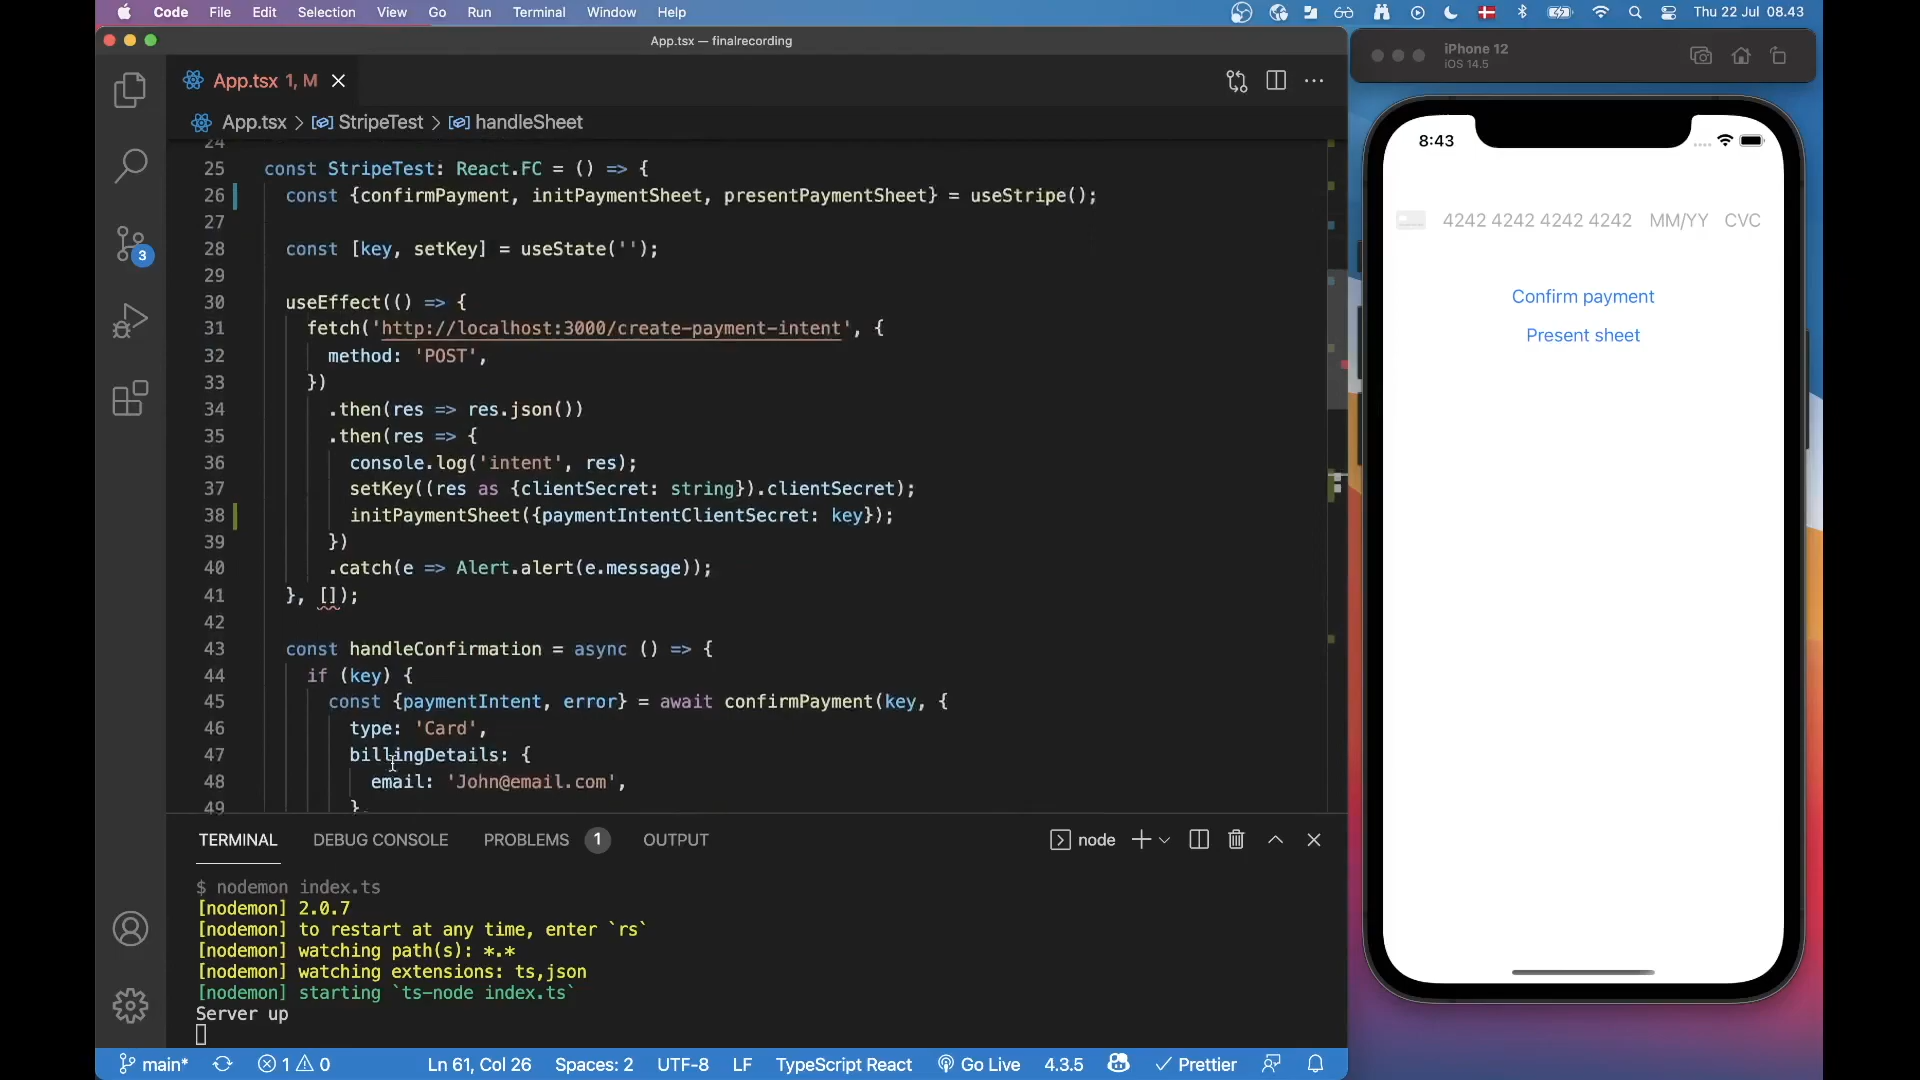 Code File Edit Selection View Go Run Terminal Window Help
Thu 22 Jul 08.43
App.tsx — finalrecording
App.tsx 1, M
App.tsx > StripeTest > handleSheet
24
25 const StripeTest: React.FC = () => {
26 const {confirmPayment, initPaymentSheet, presentPaymentSheet} = useStripe();
27
28 const [key, setKey] = useState('');
29
30 useEffect(() => {
31 fetch('http://localhost:3000/create-payment-intent', {
32 method: 'POST',
33 })
34 .then(res => res.json())
35 .then(res => {
36 console.log('intent', res);
37 setKey((res as {clientSecret: string}).clientSecret);
38 initPaymentSheet({paymentIntentClientSecret: key});
39 })
40 .catch(e => Alert.alert(e.message));
41 }, []);
42
43 const handleConfirmation = async () => {
44 if (key) {
45 const {paymentIntent, error} = await confirmPayment(key, {
46 type: 'Card',
47 billingDetails: {
48 email: 'John@email.com',
49 }
3
TERMINAL DEBUG CONSOLE PROBLEMS 1 OUTPUT
node
$ nodemon index.ts
[nodemon] 2.0.7
[nodemon] to restart at any time, enter `rs`
[nodemon] watching path(s): *.*
[nodemon] watching extensions: ts,json
[nodemon] starting `ts-node index.ts`
Server up
main* 1 0 Ln 61, Col 26 Spaces: 2 UTF-8 LF TypeScript React Go Live 4.3.5 Prettier
iPhone 12
iOS 14.5
8:43
4242 4242 4242 4242 MM/YY CVC
Confirm payment
Present sheet